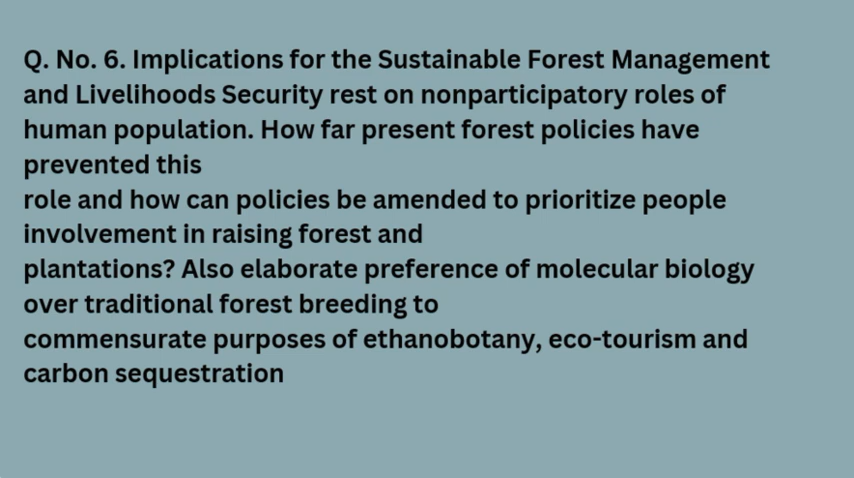 Q. No. 6. Implications for the Sustainable Forest Management
and Livelihoods Security rest on nonparticipatory roles of
human population. How far present forest policies have
prevented this
role and how can policies be amended to prioritize people
involvement in raising forest and
plantations? Also elaborate preference of molecular biology
over traditional forest breeding to
commensurate purposes of ethanobotany, eco-tourism and
carbon sequestration